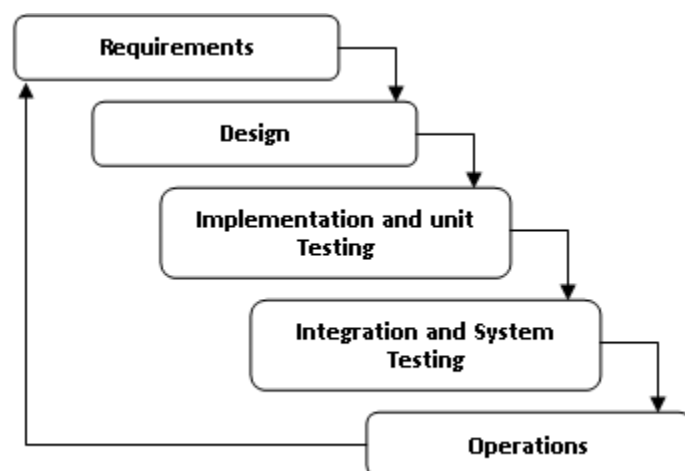 Requirements
Design
Implementation and unit
Testing
Integration and System
Testing
Operations